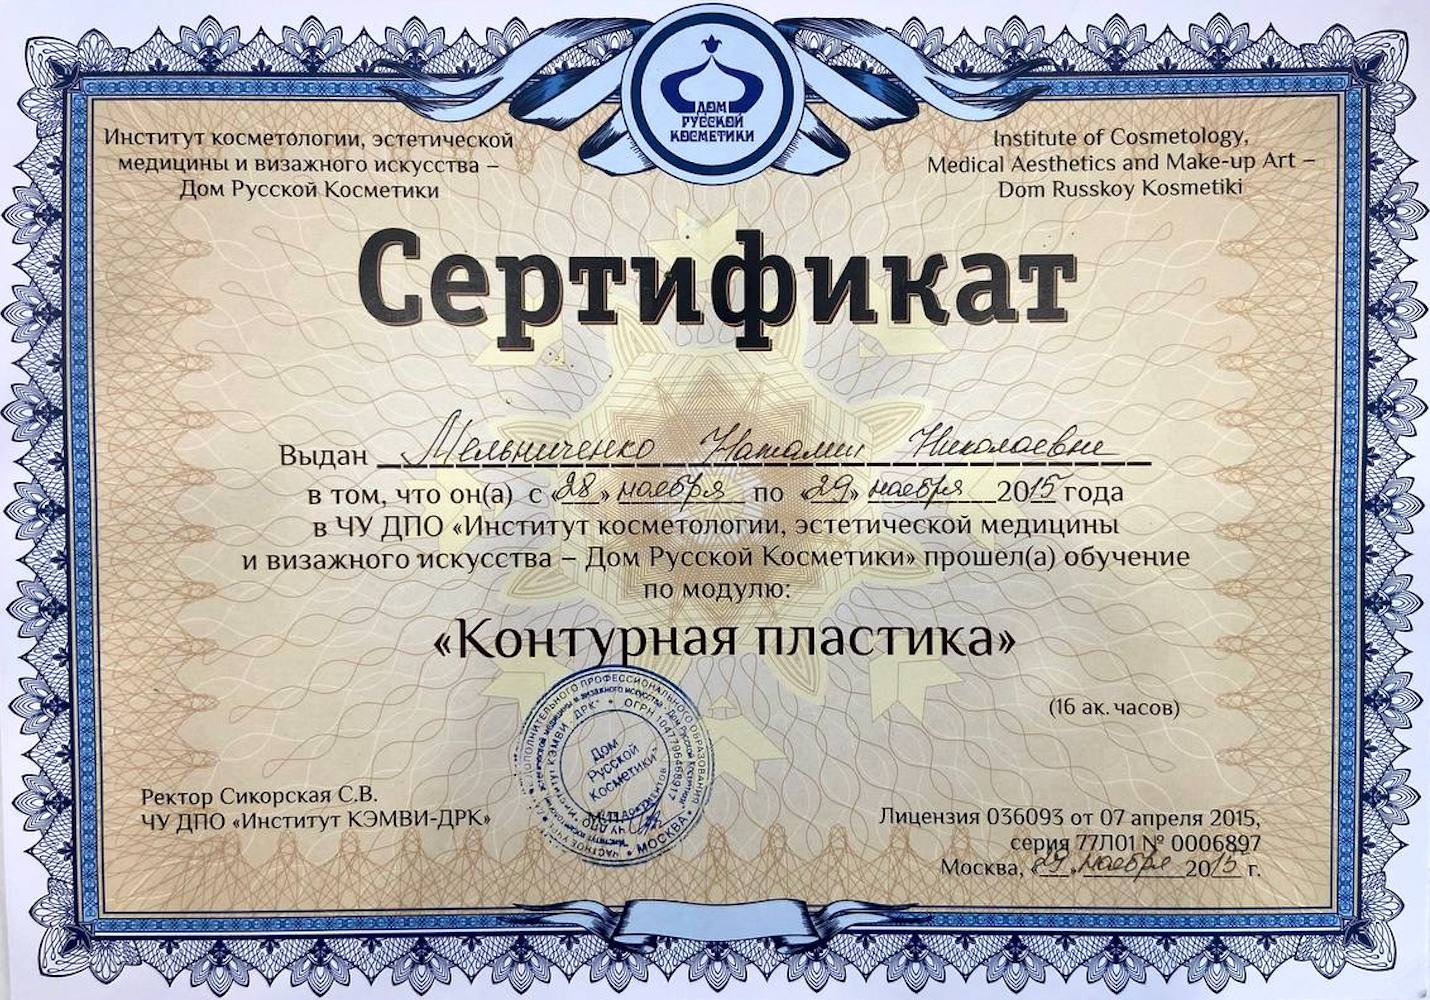 ДОМ
РУССКОЙ
КОСМЕТИКИ
Институт косметологии, эстетической
медицины и визажного искусства –
Дом Русской Косметики
Institute of Cosmetology,
Medical Aesthetics and Make-up Art –
Dom Russkoy Kosmetiki
Сертификат
Выдан Мельниченко Наталии Николаевне
в том, что он(а) с «28» ноября по «29» ноября 2015 года
в ЧУ ДПО «Институт косметологии, эстетической медицины
и визажного искусства – Дом Русской Косметики» прошел(а) обучение
по модулю:
«Контурная пластика»
(16 ак. часов)
Дом
Русской
Косметики
МОСКВА
Ректор Сикорская С.В.
ЧУ ДПО «Институт КЭМВИ-ДРК»
М.П.
Лицензия 036093 от 07 апреля 2015,
серия 77Л01 № 0006897
Москва, «29» ноября 2015 г.